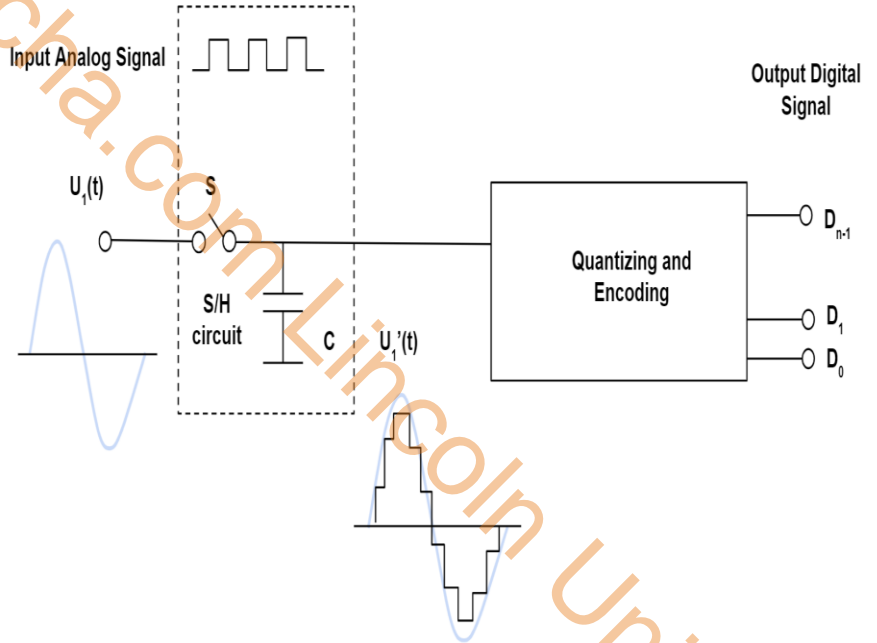 Input Analog Signal
Output Digital
Signal
U₁(t)
S
S/H
circuit
C
U₁’(t)
Quantizing and
Encoding
Dₙ₋₁
D₁
D₀
cha.com Lincoln